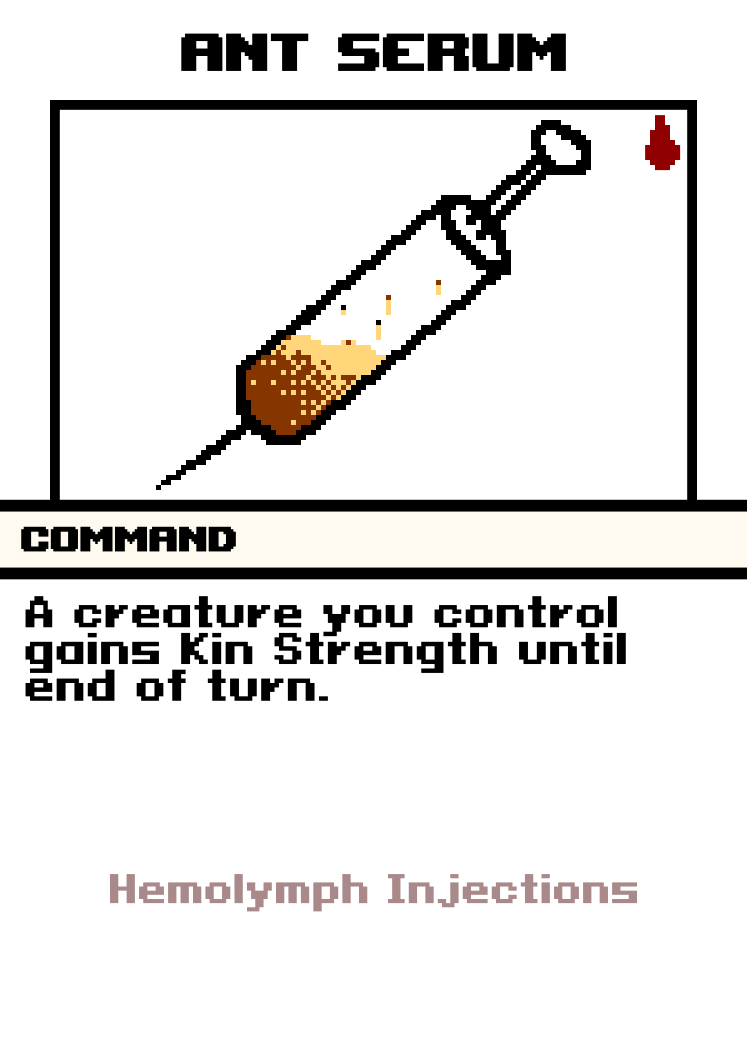 ANT SERUM
COMMAND
A creature you control
gains Kin Strength until
end of turn.
Hemolymph Injections